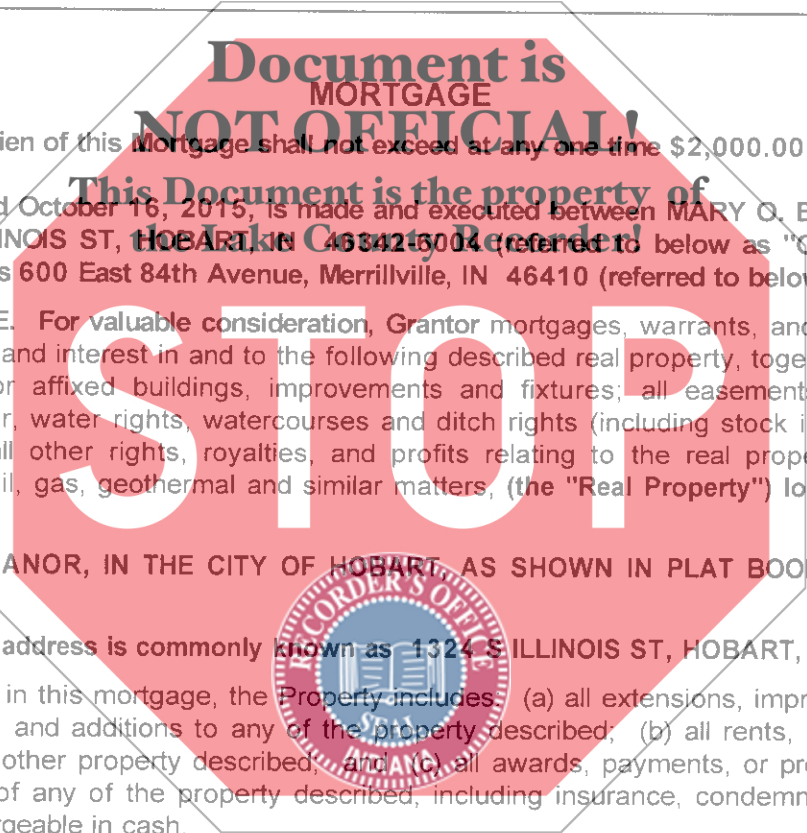 Document is
MORTGAGE
NOT OFFICIAL!
lien of this Mortgage shall not exceed at any one time $2,000.00
This Document is the property of
d October 16, 2015, is made and executed between MARY O. E
the Lake County Recorder!
INOIS ST, HOBART, IN 46342-6004 (referred to below as "G
s 600 East 84th Avenue, Merrillville, IN 46410 (referred to below
E. For valuable consideration, Grantor mortgages, warrants, and
and interest in and to the following described real property, toge
or affixed buildings, improvements and fixtures; all easements
r, water rights, watercourses and ditch rights (including stock i
ll other rights, royalties, and profits relating to the real prope
il, gas, geothermal and similar matters, (the "Real Property") lo
STOP
ANOR, IN THE CITY OF HOBART, AS SHOWN IN PLAT BOO
RECORDER'S OFFICE
address is commonly known as 1324 S ILLINOIS ST, HOBART,
in this mortgage, the Property includes: (a) all extensions, impr
and additions to any of the property described; (b) all rents,
SEAL
other property described; and (c) all awards, payments, or pr
INDIANA
of any of the property described, including insurance, condemn
rgeable in cash.